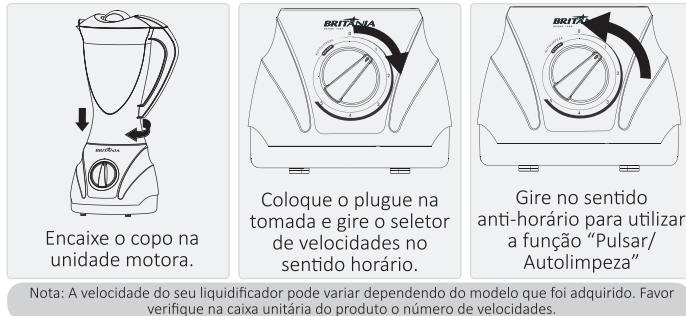 BRITÂNIA
Encaixe o copo na
unidade motora.
BRITÂNIA
Coloque o plugue na
tomada e gire o seletor
de velocidades no
sentido horário.
Gire no sentido
anti-horário para utilizar
a função “Pulsar/
Autolimpeza”
Nota: A velocidade do seu liquidificador pode variar dependendo do modelo que foi adquirido. Favor
verifique na caixa unitária do produto o número de velocidades.